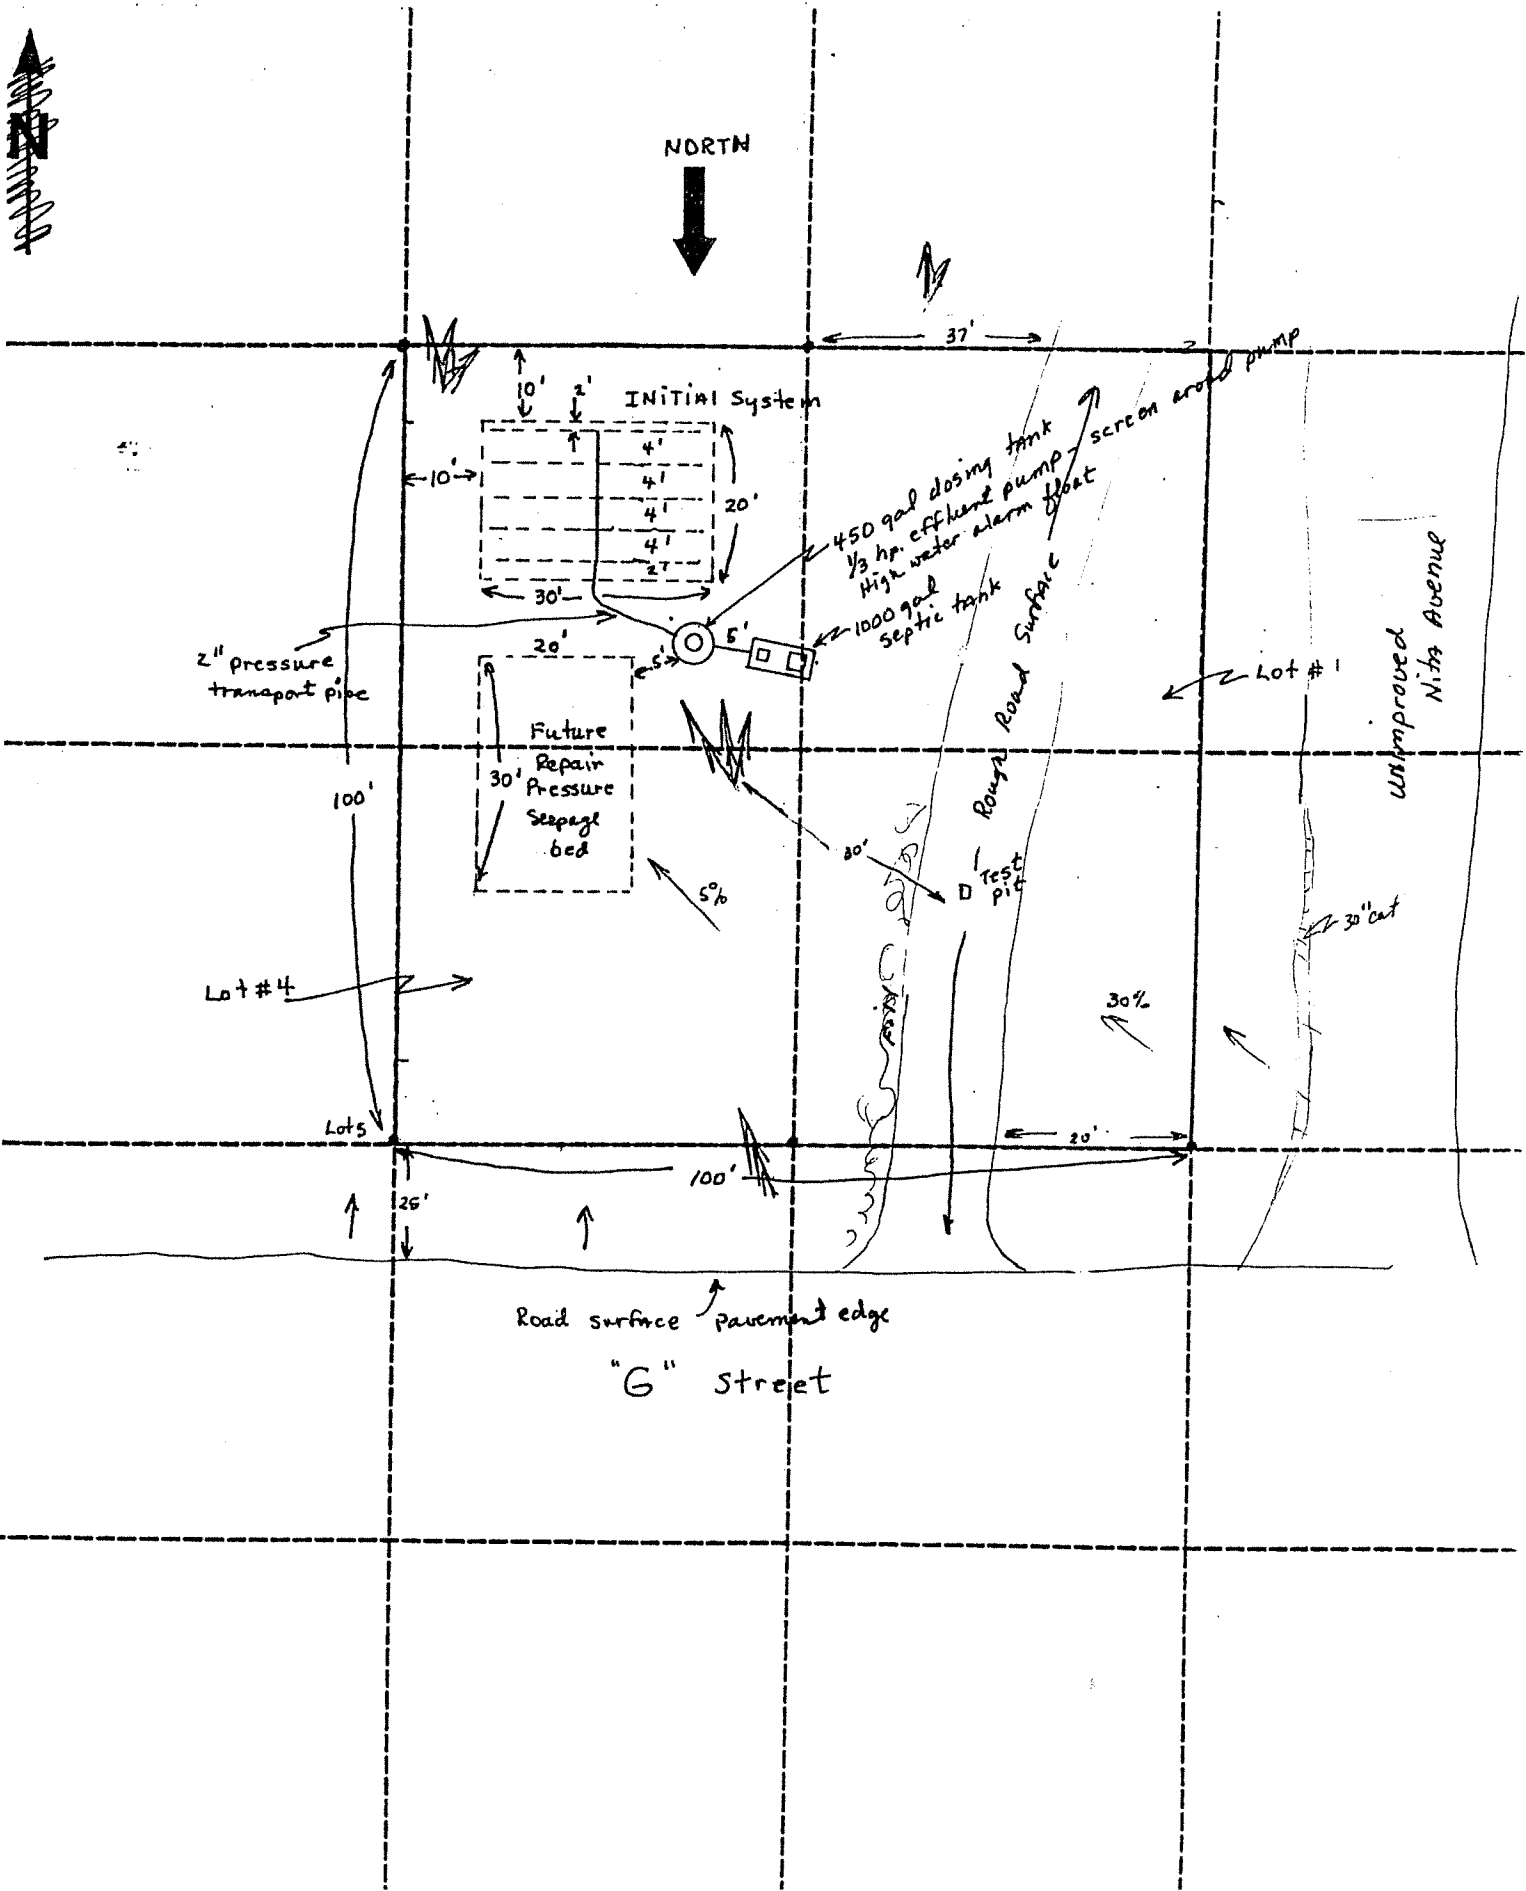 N
NORTH
37'
10'
2'
INITIAL System
10'
4'
4'
4'
4'
2'
20'
30'
450 gal dosing tank
1/3 hp. effluent pump - screen aroud pump
High water alarm float
1000 gal
septic tank
5'
5'
2" pressure
transport pipe
20'
30'
Future
Repair
Pressure
Seepage
bed
100'
Rough Road Surface
Lot #1
Unimproved
Nita Avenue
30'
Test
pit
5%
30" cut
Lot #4
30%
Lot 5
20'
100'
25'
Road surface pavement edge
"G" Street